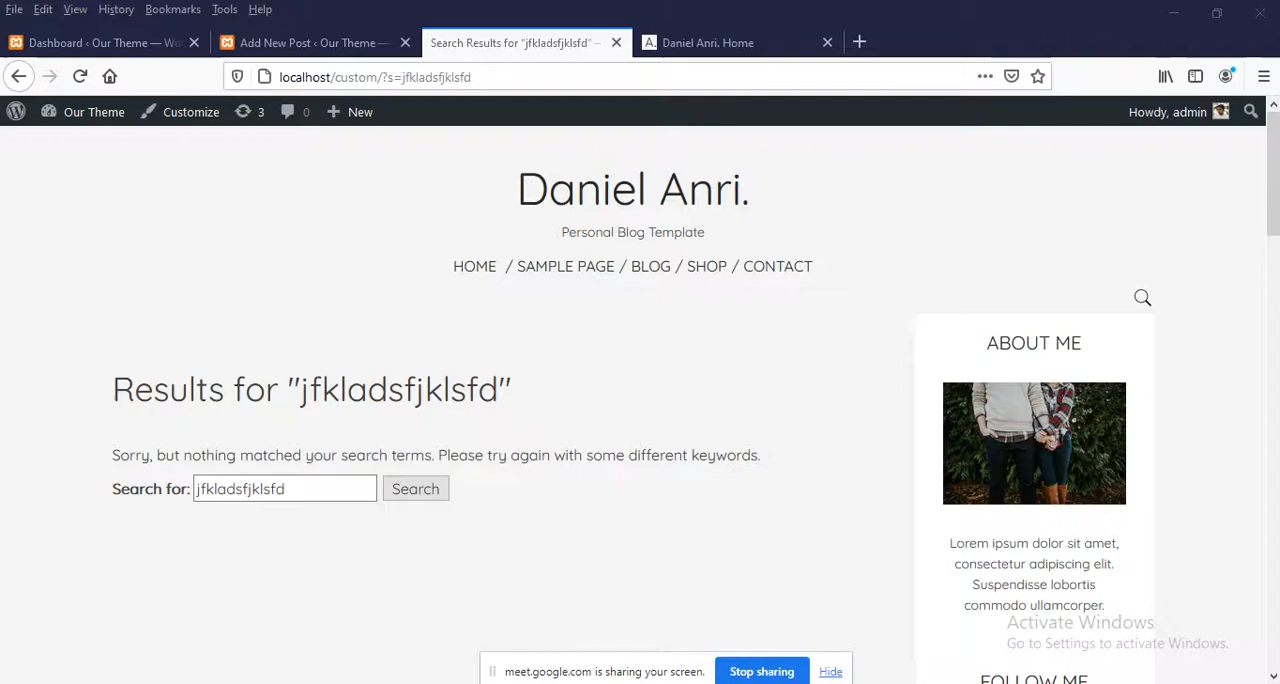 File Edit View History Bookmarks Tools Help
Dashboard ‹ Our Theme — Wo
Add New Post ‹ Our Theme —
Search Results for "jfkladsfjklsfd" –
A. Daniel Anri. Home
localhost/custom/?s=jfkladsfjklsfd
Our Theme Customize 3 0 New Howdy, admin
Daniel Anri.
Personal Blog Template
HOME / SAMPLE PAGE / BLOG / SHOP / CONTACT
ABOUT ME
Results for "jfkladsfjklsfd"
Sorry, but nothing matched your search terms. Please try again with some different keywords.
Search for: jfkladsfjklsfd Search
Lorem ipsum dolor sit amet,
consectetur adipiscing elit.
Suspendisse lobortis
commodo ullamcorper.
Activate Windows
Go to Settings to activate Windows.
FOLLOW ME
meet.google.com is sharing your screen. Stop sharing Hide